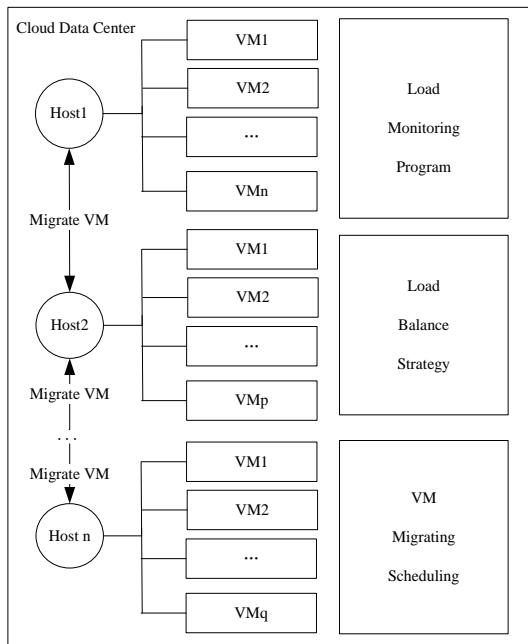 Cloud Data Center
Host1
VM1
VM2
...
VMn
Load
Monitoring
Program
Migrate VM
Host2
VM1
VM2
...
VMp
Load
Balance
Strategy
Migrate VM
...
Migrate VM
Host n
VM1
VM2
...
VMq
VM
Migrating
Scheduling